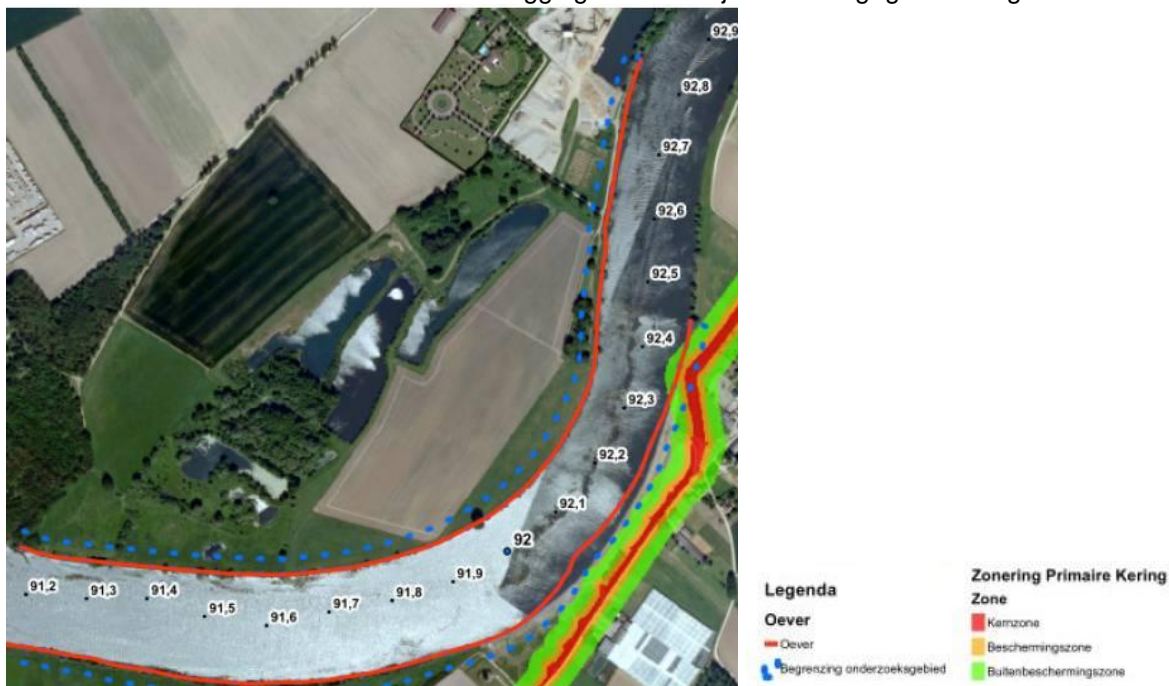 92,9
92,8
92,7
92,6
92,5
92,4
92,3
92,2
92,1
92
91,9
91,8
91,7
91,6
91,5
91,4
91,3
91,2
Legenda
Oever
Oever
Begrenzing onderzoeksgebied
Zonering Primaire Kering
Zone
Kernzone
Beschermingszone
Buitenbeschermingszone